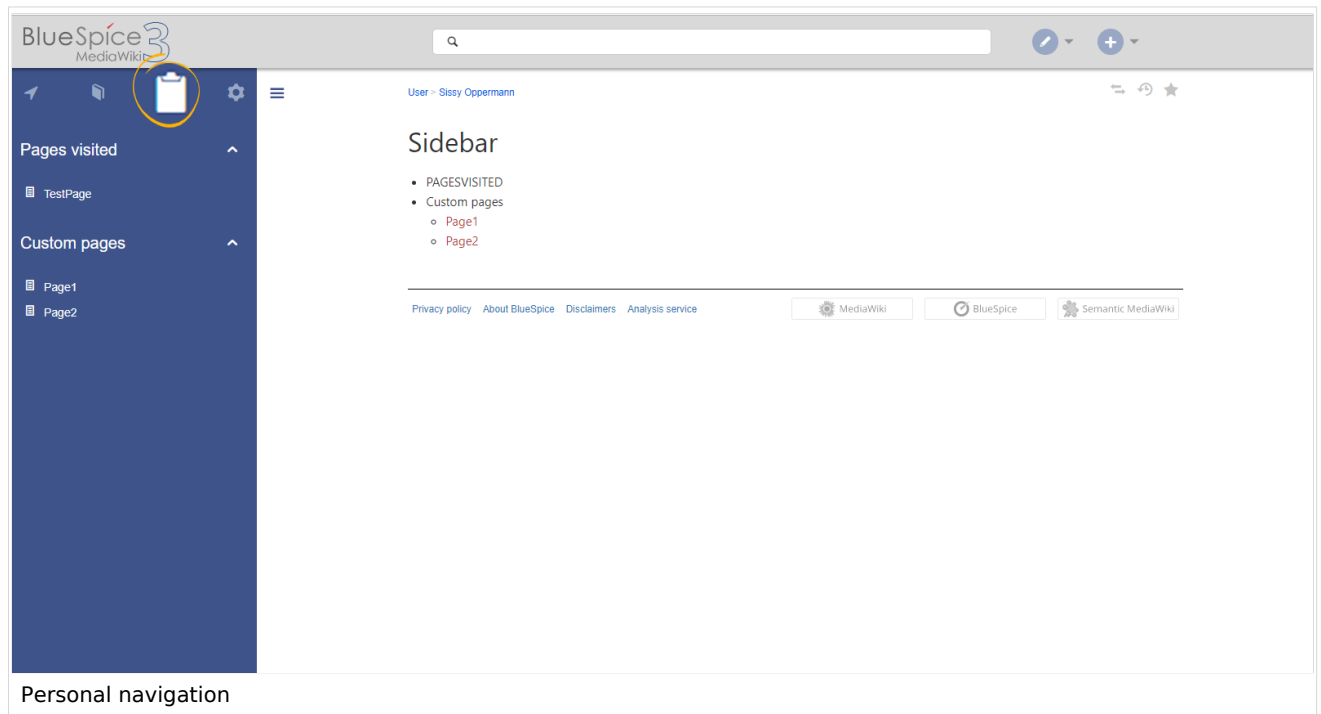 BlueSpice 3
MediaWiki
User > Sissy Oppermann
Pages visited
TestPage
Custom pages
Page1
Page2
Sidebar
• PAGESVISITED
• Custom pages
Page1
Page2
Privacy policy About BlueSpice Disclaimers Analysis service MediaWiki BlueSpice Semantic MediaWiki
Personal navigation